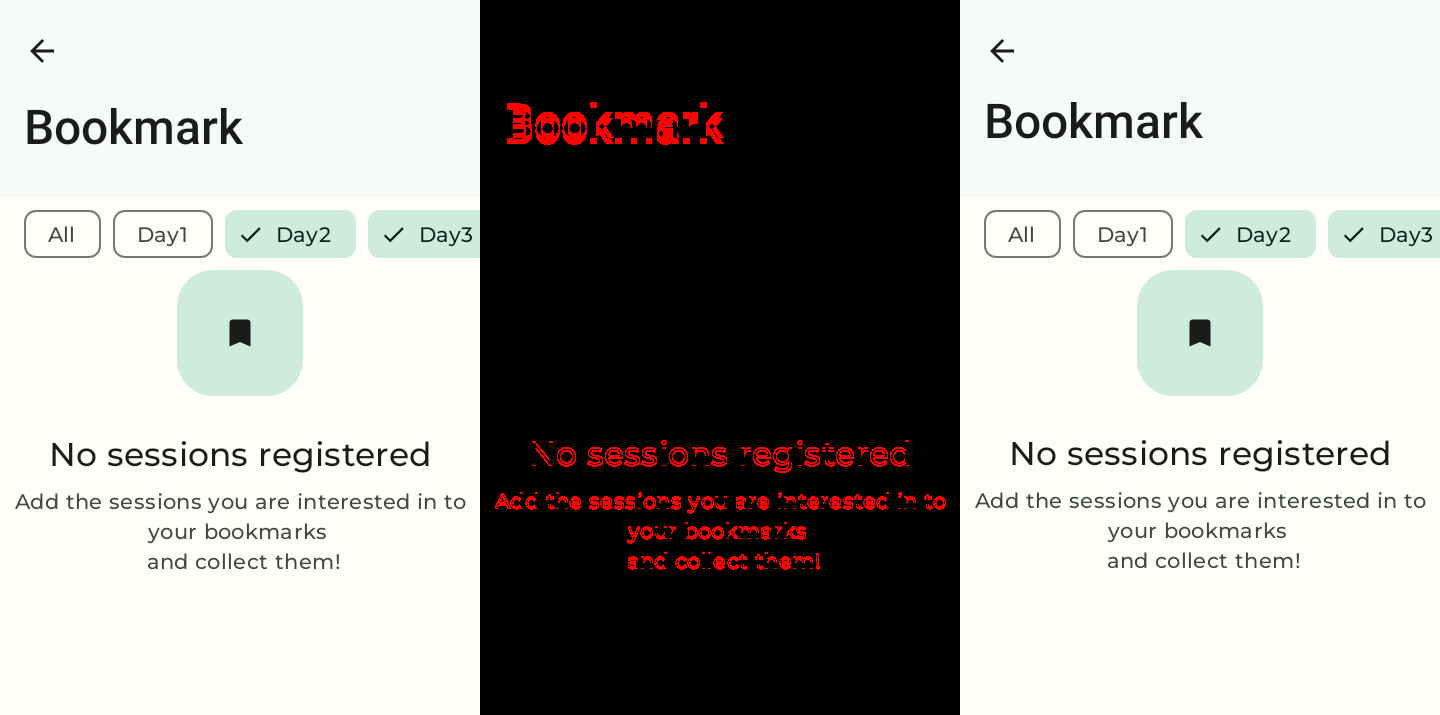 Bookmark
All Day1 Day2 Day3
No sessions registered
Add the sessions you are interested in to
your bookmarks
and collect them!
Bookmark
No sessions registered
Add the sessions you are interested in to
your bookmarks
and collect them!
Bookmark
All Day1 Day2 Day3
No sessions registered
Add the sessions you are interested in to
your bookmarks
and collect them!